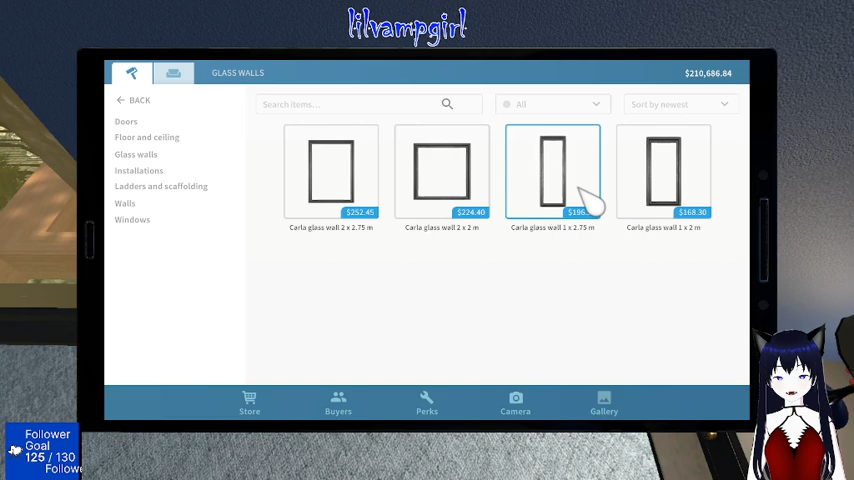 lilvampgirl
GLASS WALLS
$210,686.84
BACK
Search items...
All
Sort by newest
Doors
Floor and ceiling
Glass walls
Installations
Ladders and scaffolding
Walls
Windows
$252.45
$224.40
$168.30
Carla glass wall 2 x 2.75 m
Carla glass wall 2 x 2 m
Carla glass wall 1 x 2.75 m
Carla glass wall 1 x 2 m
Store
Buyers
Perks
Camera
Gallery
Follower
Goal
125 / 130